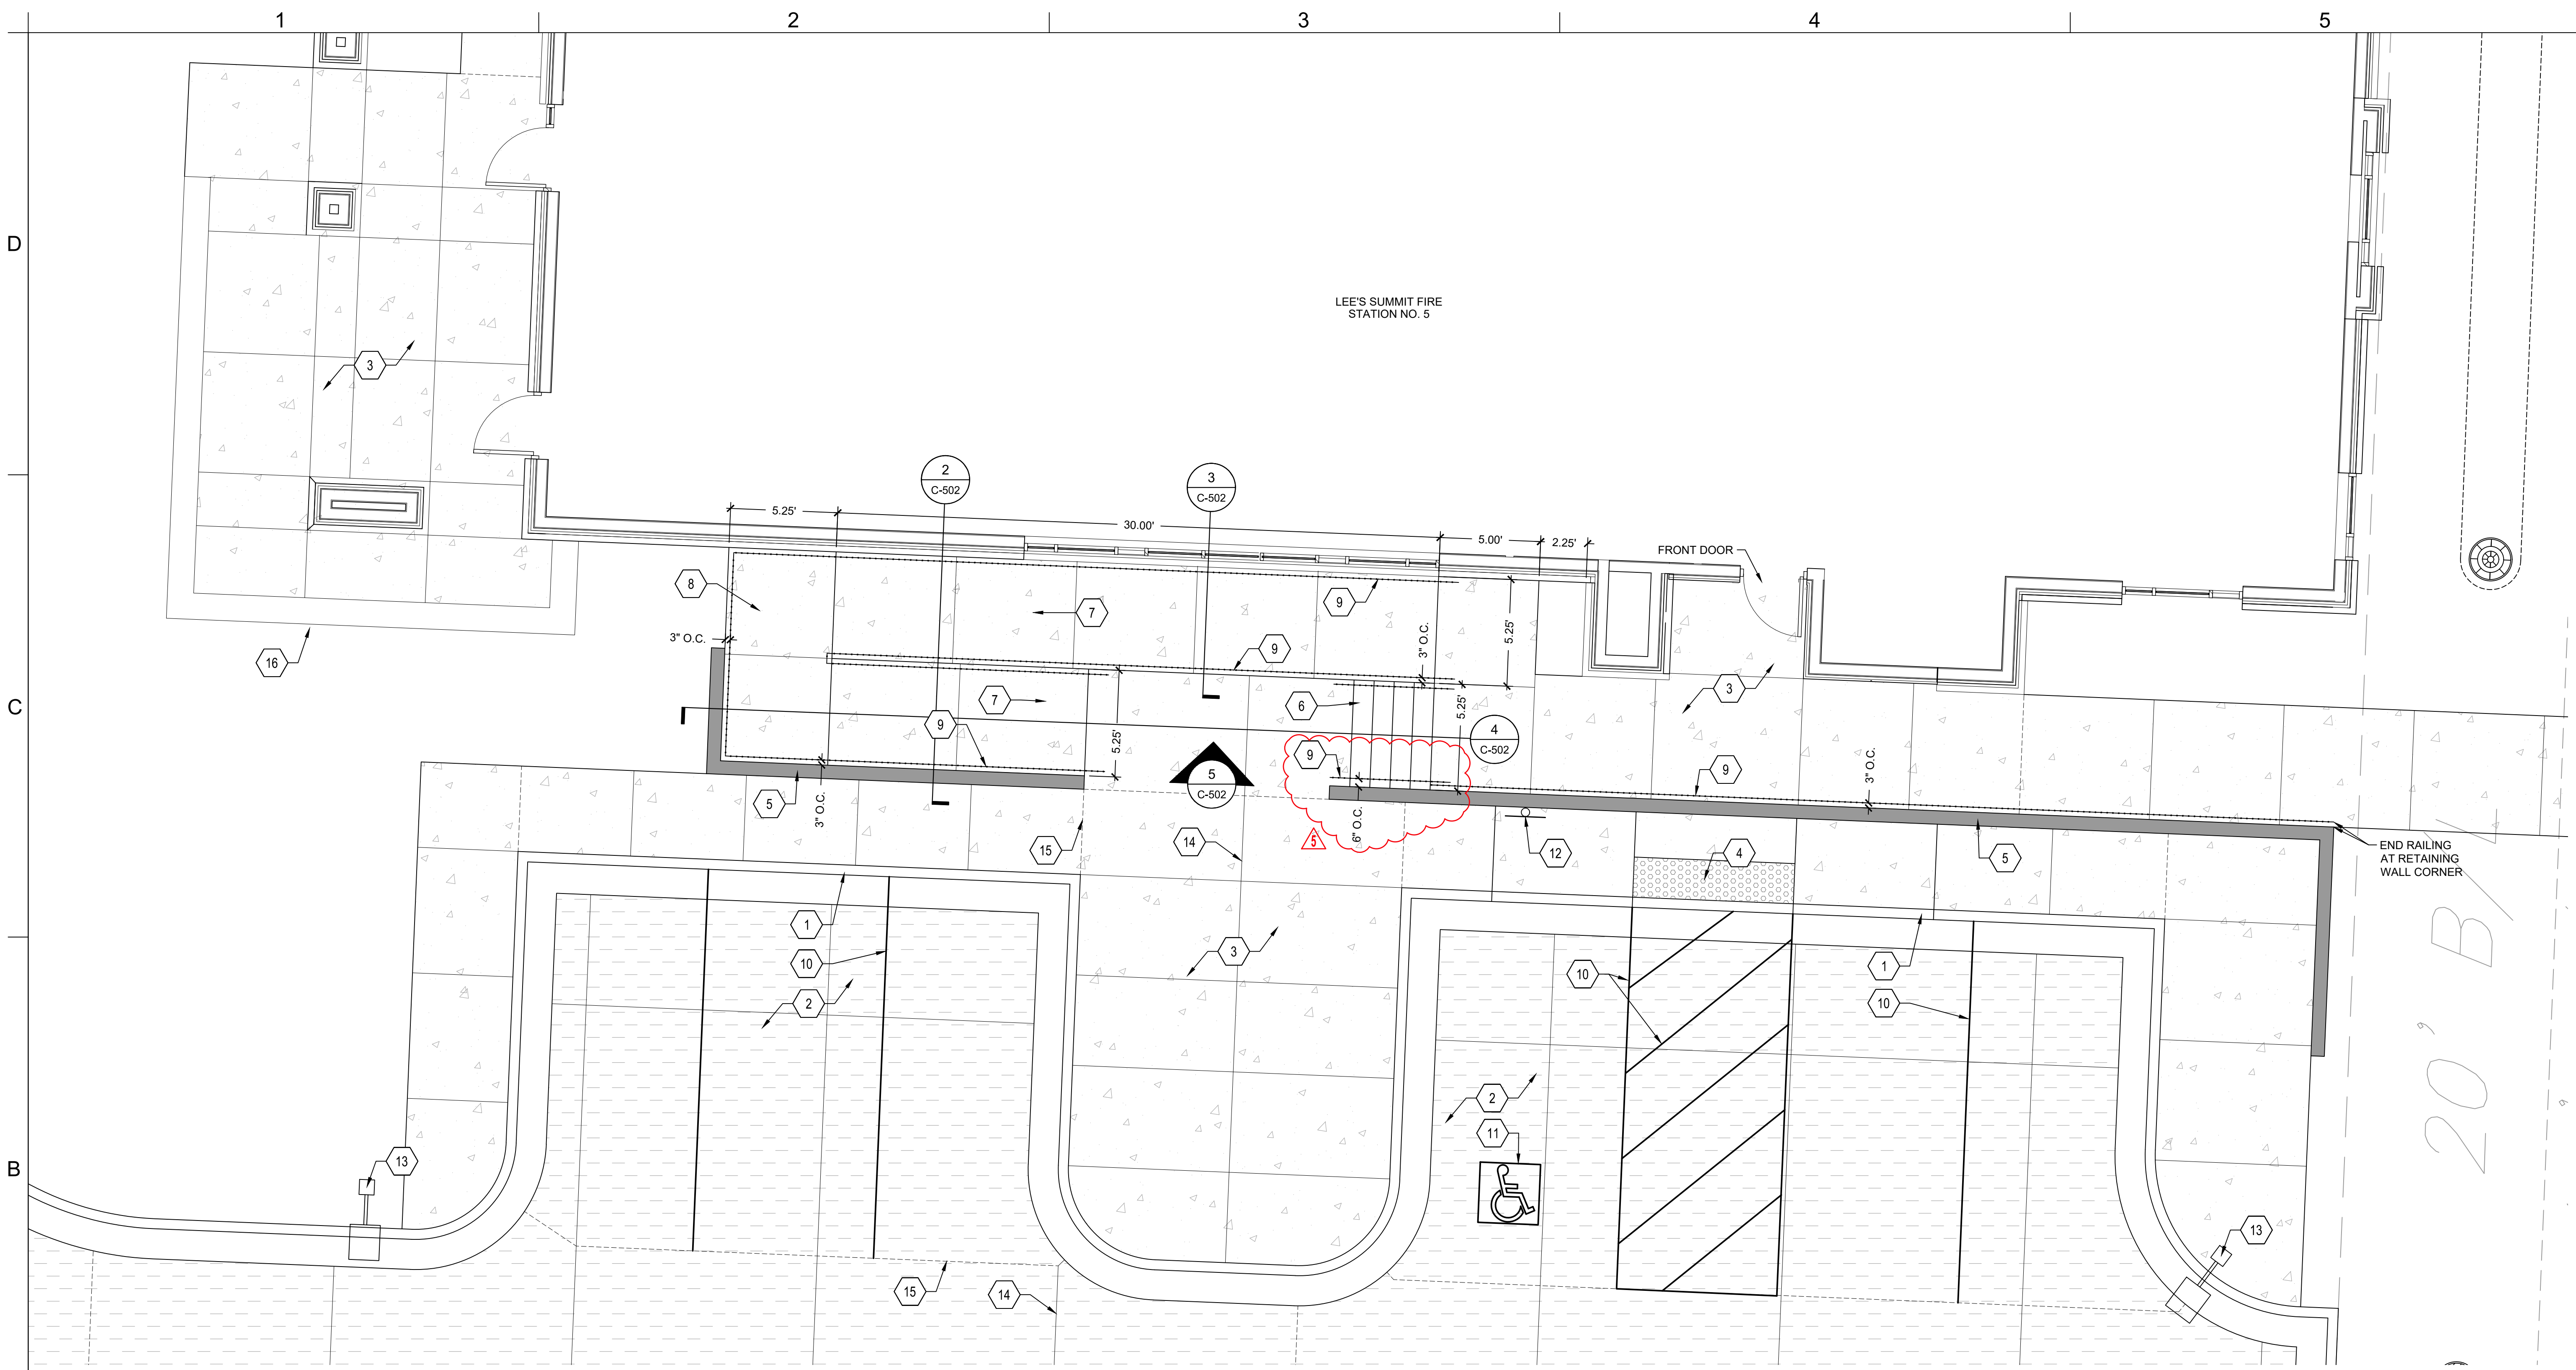 1
2
3
4
5
D
C
B
LEE'S SUMMIT FIRE
STATION NO. 5
3
2
C-502
3
C-502
5.25'
30.00'
5.00'
2.25'
FRONT DOOR
8
7
9
5.25'
3" O.C.
3" O.C.
16
9
3
7
6
5.25'
9
5.25'
4
C-502
9
9
3" O.C.
5
C-502
5
3" O.C.
6" O.C.
5
15
14
12
4
5
END RAILING
AT RETAINING
WALL CORNER
1
10
2
3
10
1
10
20' B/
2
11
13
13
15
14